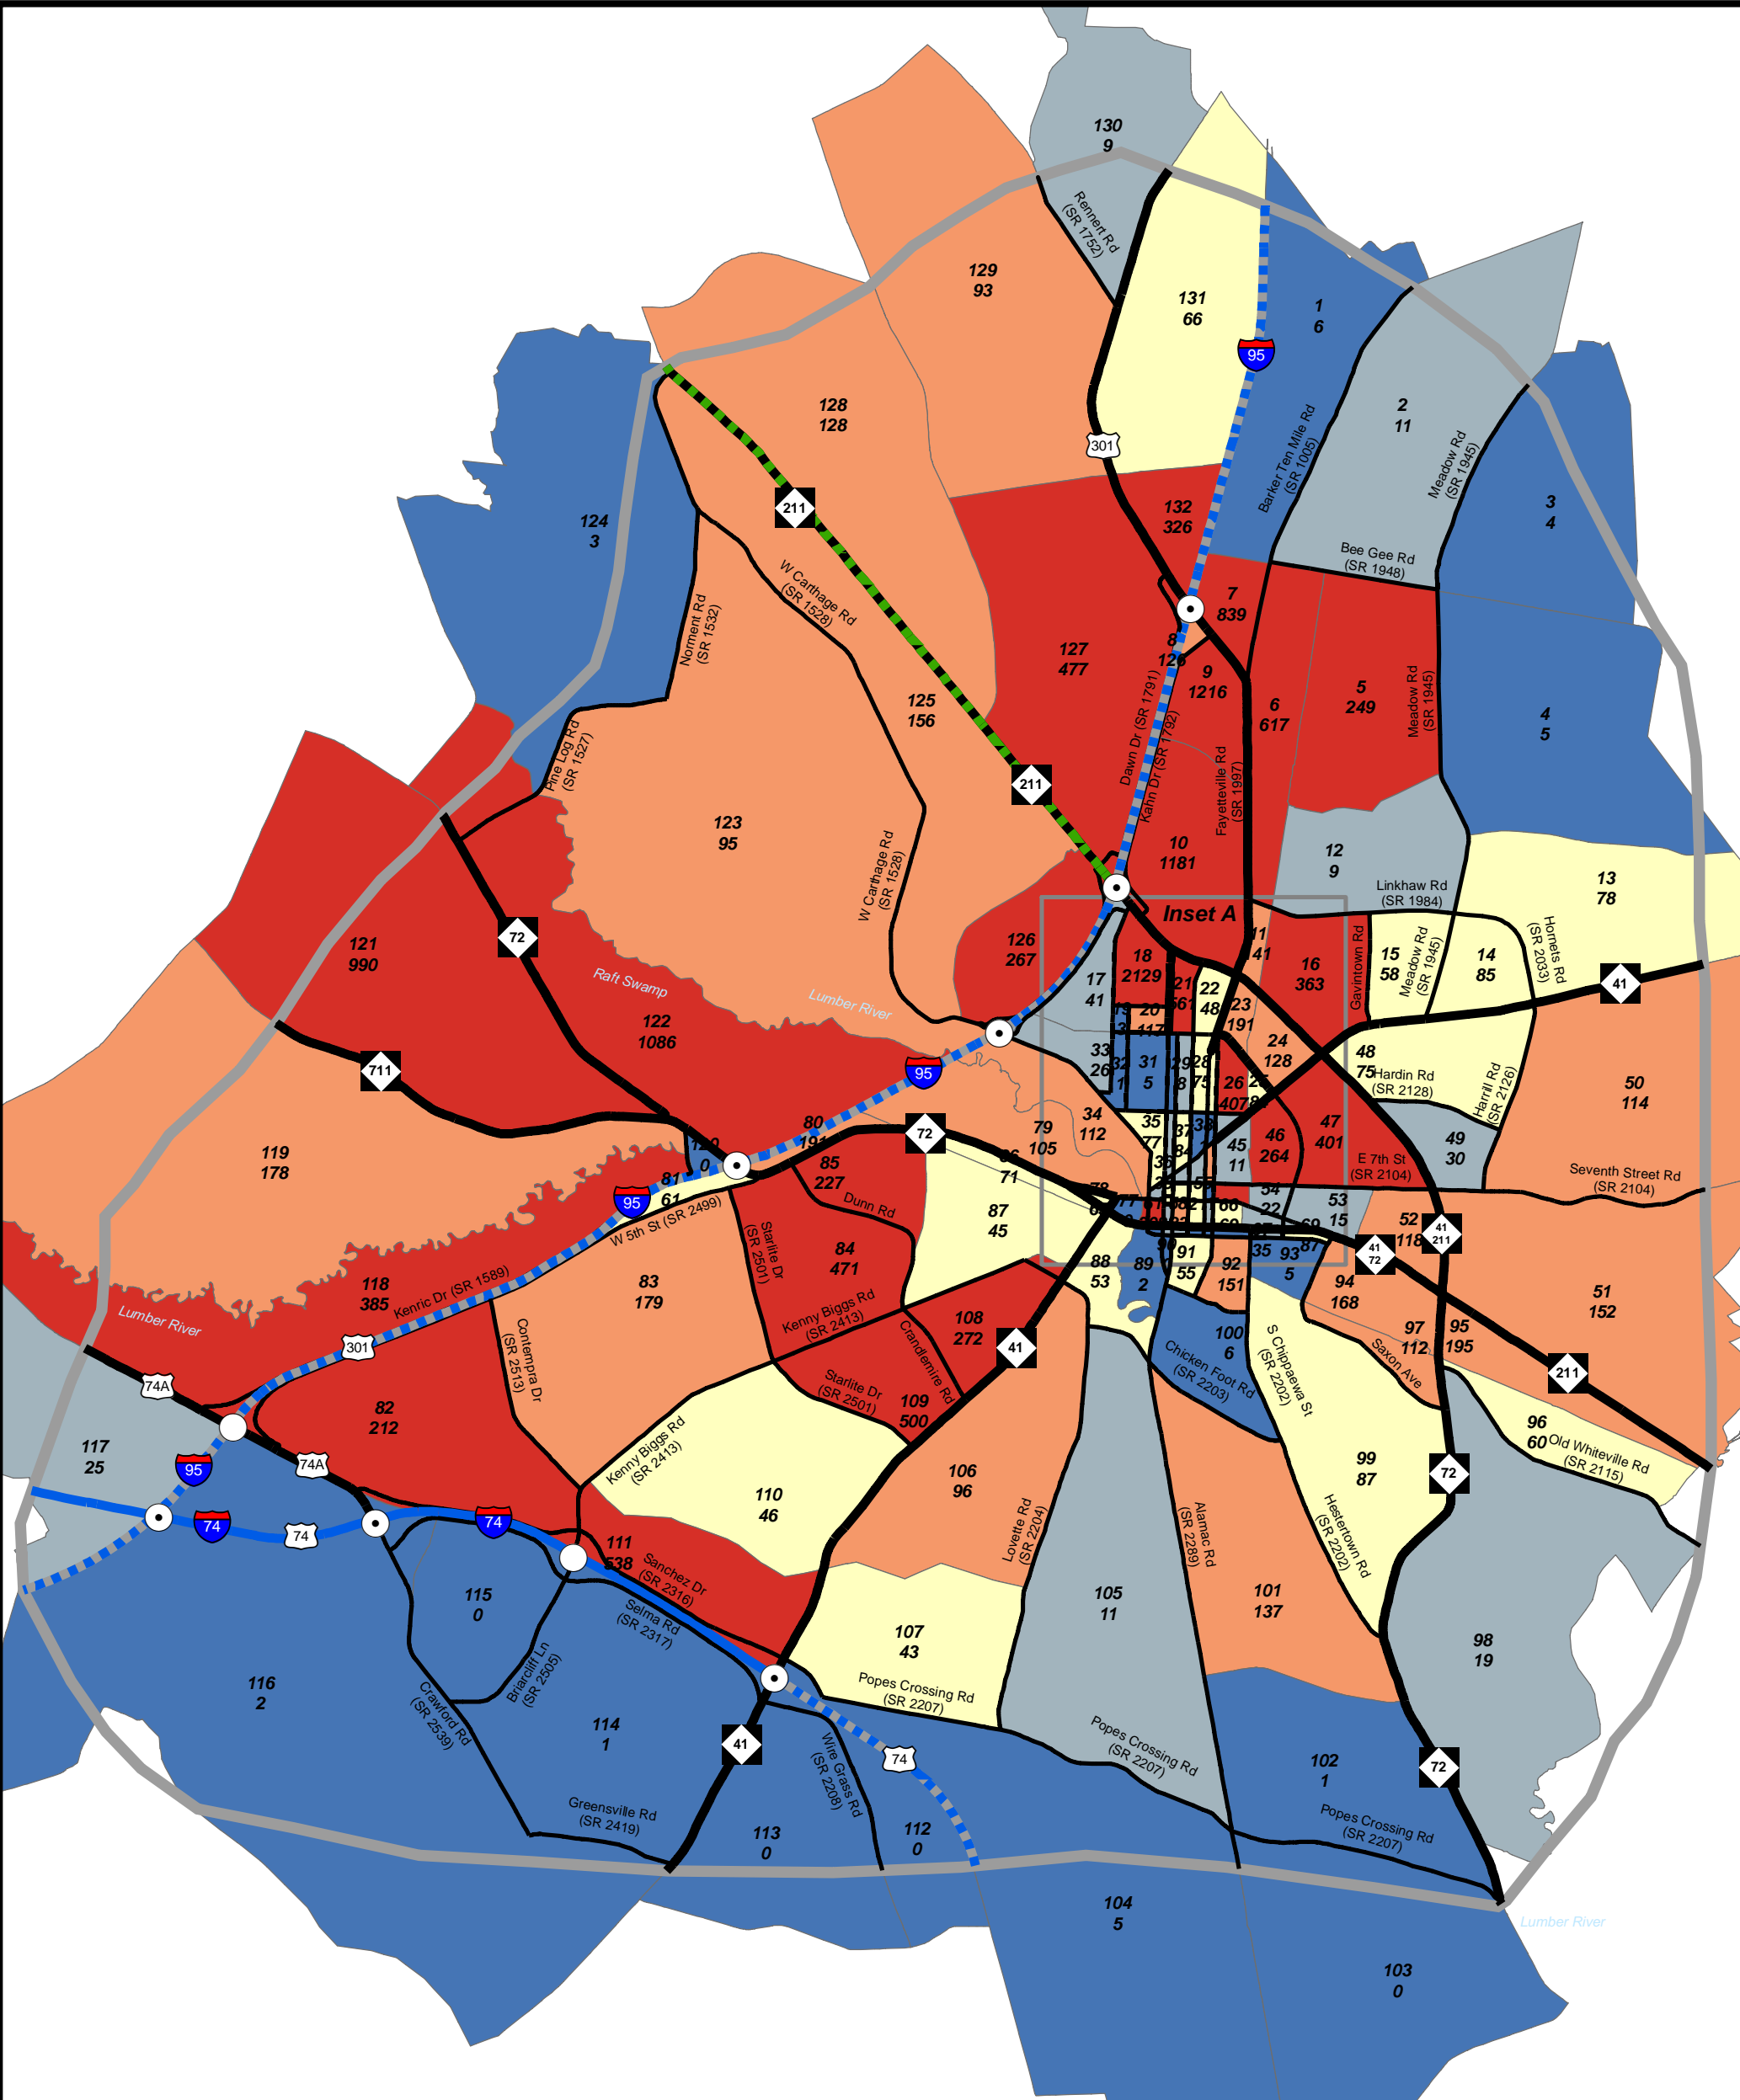 130
9
Rennert Rd
(SR 1752)
129
93
131
66
1
6
95
128
128
2
11
301
Barker Ten Mile Rd
(SR 1005)
Meadow Rd
(SR 1945)
124
3
211
132
326
3
4
Bee Gee Rd
(SR 1948)
W Carthage Rd
(SR 1528)
Norment Rd
(SR 1532)
7
839
127
477
8
126
9
1216
5
249
6
617
Meadow Rd
(SR 1945)
4
5
125
156
Dawn Dr (SR 1791)
Kahn Dr (SR 1792)
Pine Log Rd
(SR 1527)
211
Fayetteville Rd
(SR 1997)
123
95
10
1181
12
9
W Carthage Rd
(SR 1528)
Linkhaw Rd
(SR 1984)
13
78
Inset A
72
121
990
126
267
18
2129
16
363
Gavintown Rd
15
58
Meadow Rd
(SR 1945)
14
85
Hornets Rd
(SR 2033)
41
Raft Swamp
Lumber River
17
41
22
48
23
191
20
117
122
1086
24
128
33
26
31
5
48
75
Hardin Rd
(SR 2128)
Harrill Rd
(SR 2126)
50
114
711
95
26
407
34
112
35
77
79
105
47
401
46
264
45
11
49
30
72
80
191
119
178
85
227
71
E 7th St
(SR 2104)
Seventh Street Rd
(SR 2104)
81
61
95
W 5th St (SR 2499)
Dunn Rd
87
45
54
22
53
15
52
118
41
211
41
72
Starlite Dr
(SR 2501)
84
471
88
53
89
2
91
55
92
151
93
5
94
168
51
152
118
385
Kenric Dr (SR 1589)
83
179
Lumber River
301
Kenny Biggs Rd
(SR 2413)
108
272
41
Contempra Dr
(SR 2513)
Crandlemire Rd
100
6
Chicken Foot Rd
(SR 2203)
S Chippaewa St
(SR 2202)
97
112
95
195
Saxon Ave
211
74A
Starlite Dr
(SR 2501)
109
500
82
212
96
60
Old Whiteville Rd
(SR 2115)
117
25
95
74A
Kenny Biggs Rd
(SR 2413)
106
96
99
87
72
110
46
74
74
74
Lovette Rd
(SR 2204)
Alamac Rd
(SR 2289)
Hestertown Rd
(SR 2202)
111
538
Sanchez Dr
(SR 2316)
115
0
Selma Rd
(SR 2317)
105
11
101
137
107
43
98
19
116
2
Briarcliff Ln
(SR 2505)
Crawford Rd
(SR 2539)
Popes Crossing Rd
(SR 2207)
114
1
41
Wire Grass Rd
(SR 2208)
74
Popes Crossing Rd
(SR 2207)
102
1
72
Greensville Rd
(SR 2419)
113
0
112
0
Popes Crossing Rd
(SR 2207)
104
5
Lumber River
103
0